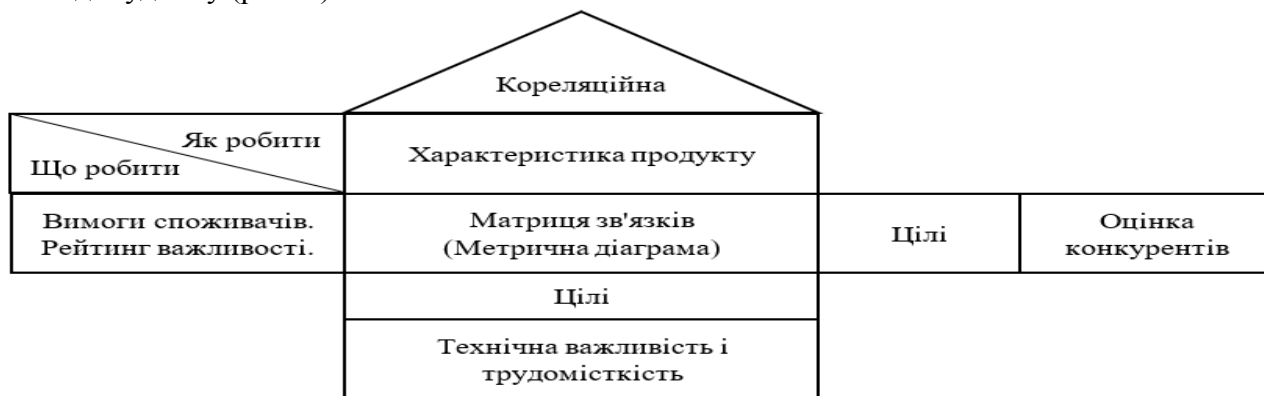 Кореляційна
Як робити
Що робити
Характеристика продукту
Вимоги споживачів.
Рейтинг важливості.
Матриця зв'язків
(Метрична діаграма)
Цілі
Оцінка
конкурентів
Цілі
Технічна важливість і
трудомісткість